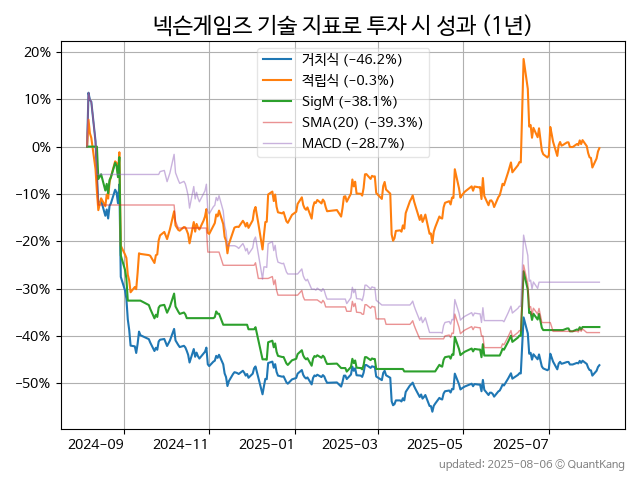 넥슨게임즈 기술 지표로 투자 시 성과 (1년)
20%
10%
0%
−10%
−20%
−30%
−40%
−50%
거치식 (−46.2%)
적립식 (−0.3%)
SigM (−38.1%)
SMA(20) (−39.3%)
MACD (−28.7%)
2024−09
2024−11
2025−01
2025−03
2025−05
2025−07
updated: 2025-08-06 © QuantKang